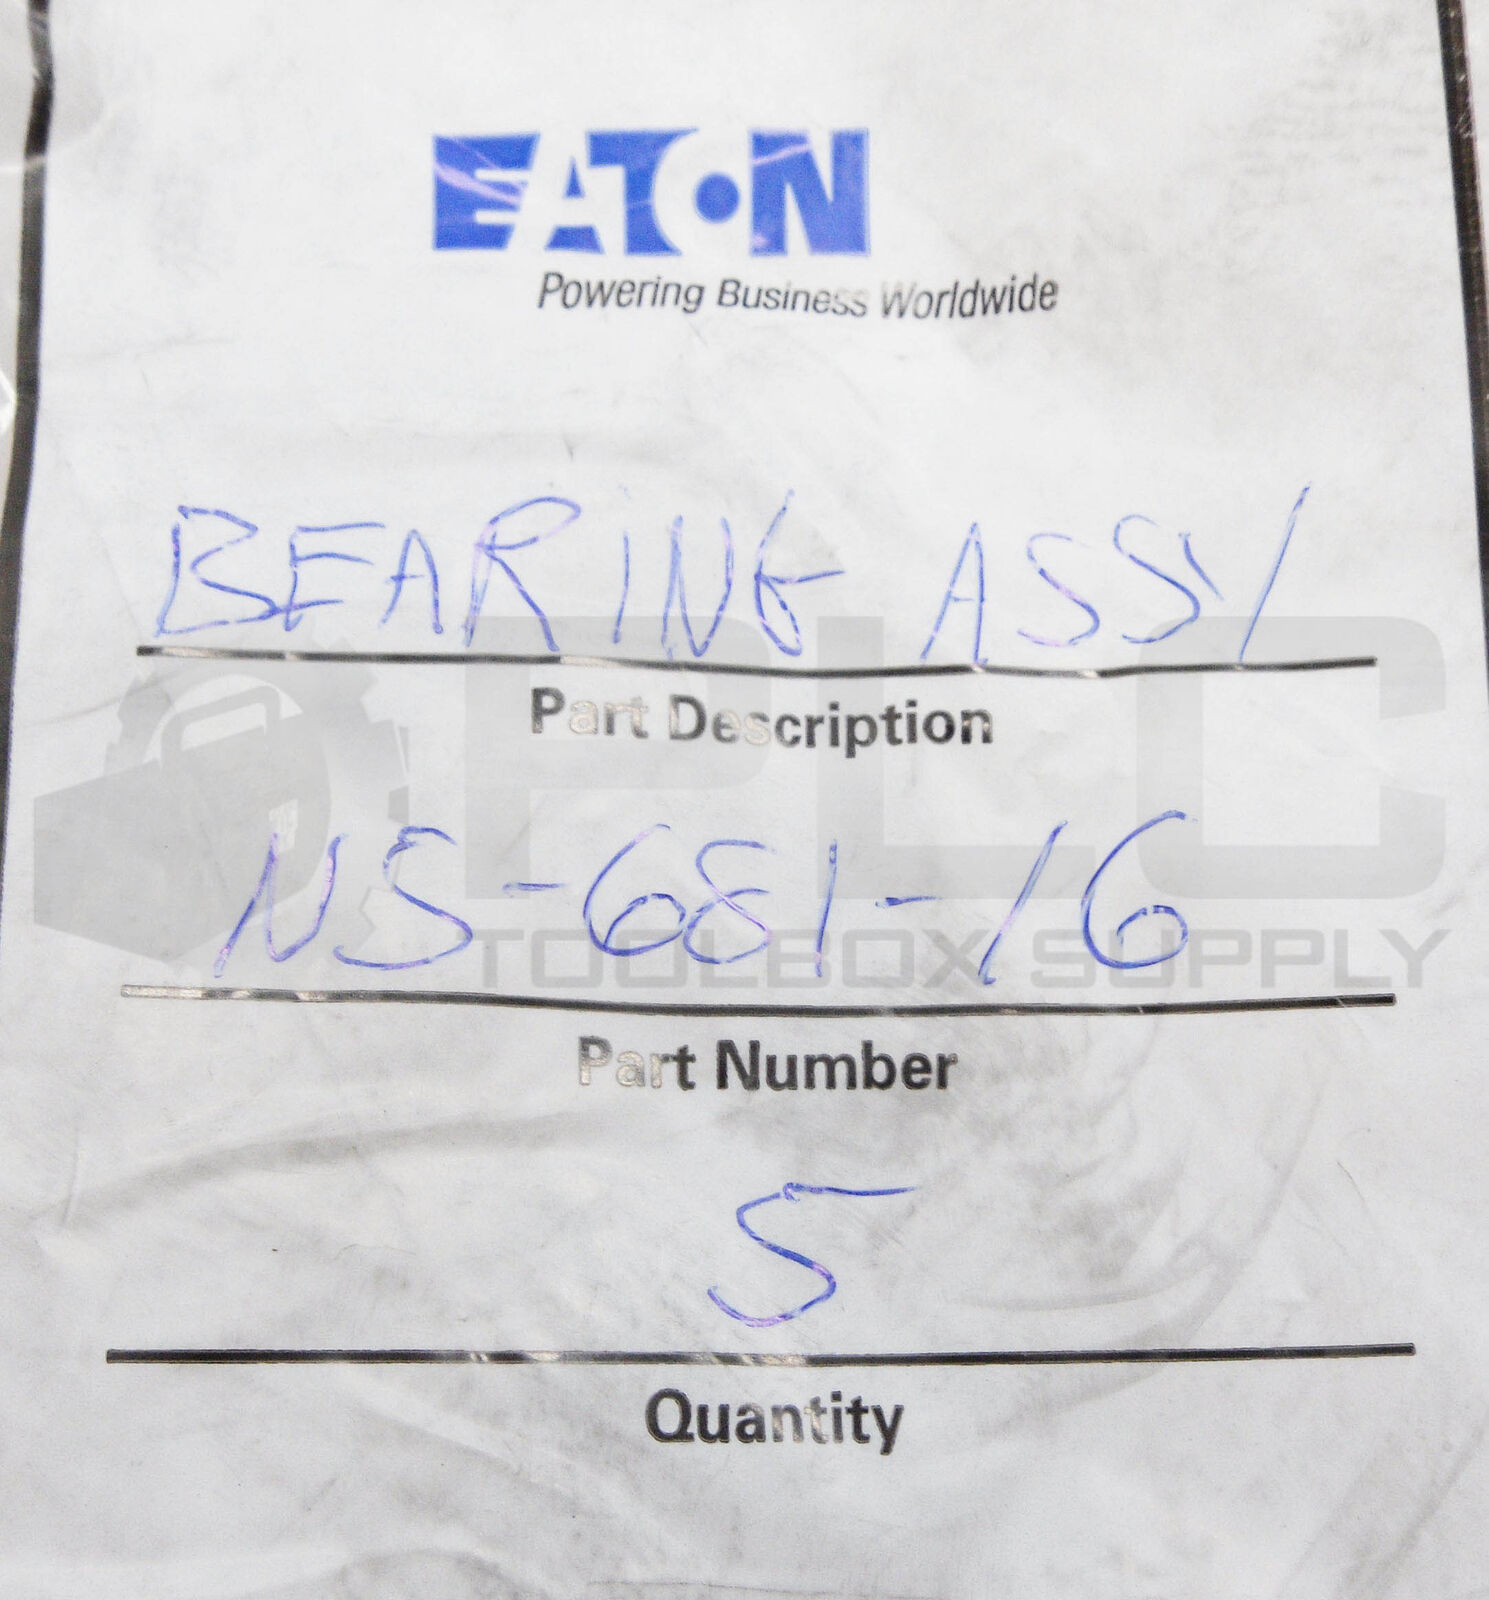 EATON
Powering Business Worldwide
BEARING ASSY
Part Description
NS-681-16
Part Number
5
Quantity
PLC
TOOLBOX SUPPLY